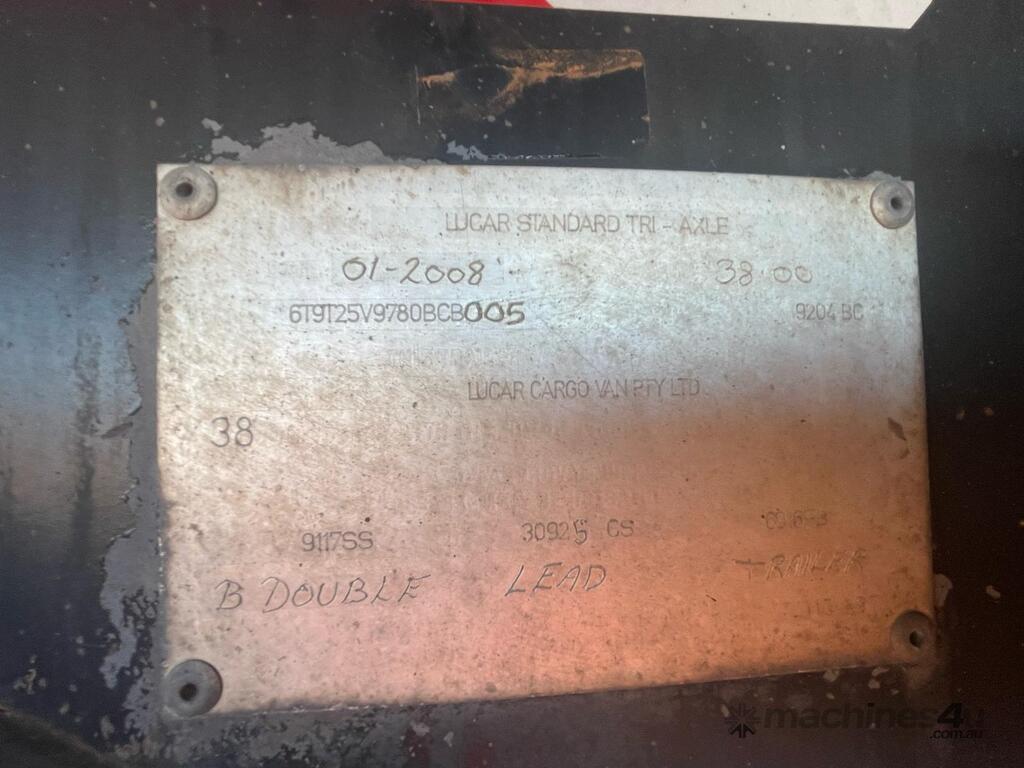 LUCAR STANDARD TRI - AXLE
01-2008 38 00
6T9T25V9780BCB005 9204 BC
LUCAR CARGO VAN PTY LTD
38
9117SS 30925 CS
B DOUBLE LEAD TRAILER
machines4u
.com.au